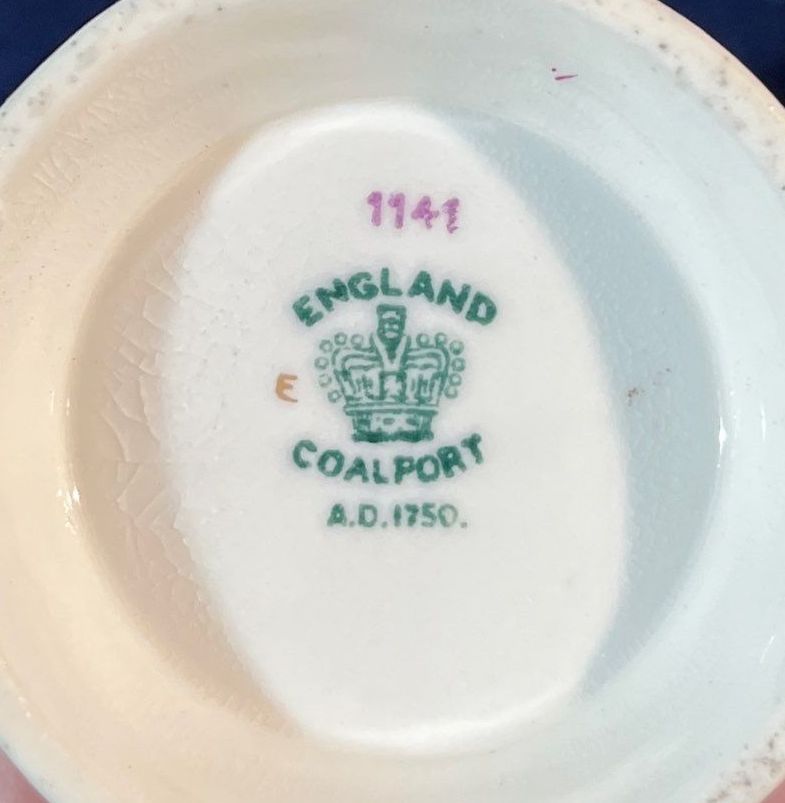 1141
ENGLAND
E
COALPORT
A.D.1750.